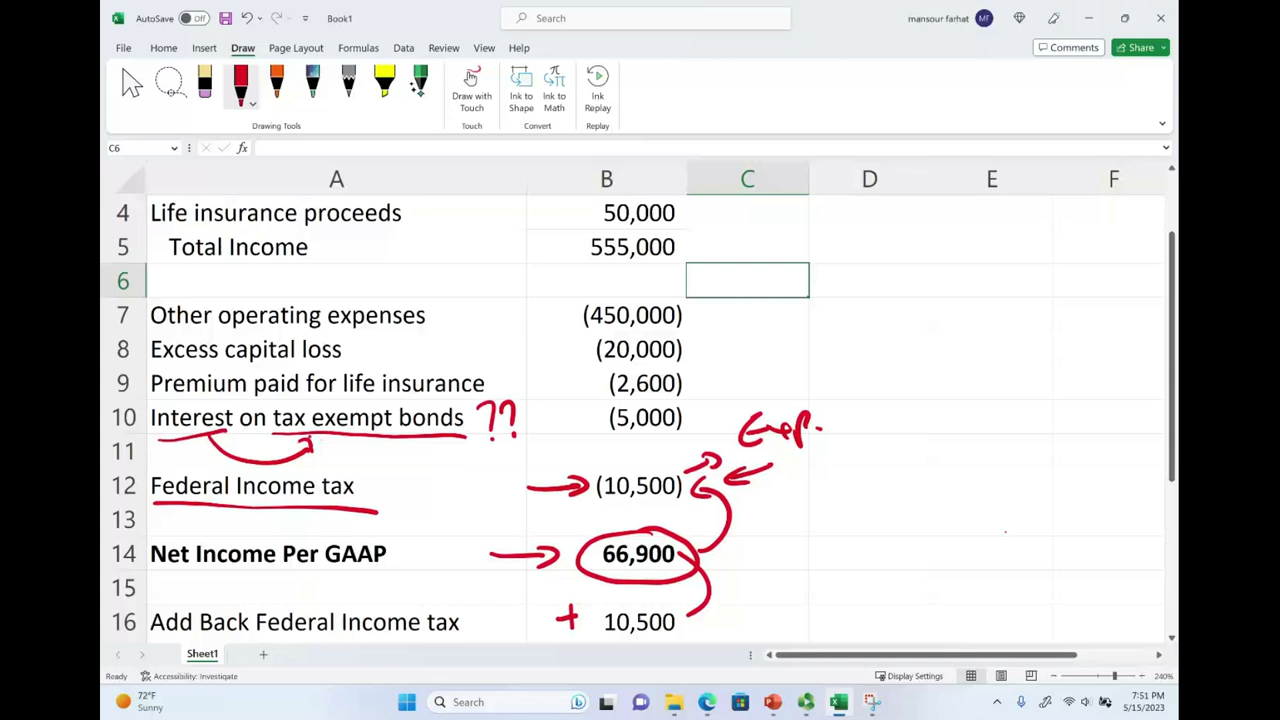 AutoSave Off Book1 Search mansour farhat MF
File Home Insert Draw Page Layout Formulas Data Review View Help Comments Share
Draw with Touch Ink to Shape Ink to Math Ink Replay
Drawing Tools Touch Convert Replay
C6 fx
A B C D E F
4 Life insurance proceeds 50,000
5 Total Income 555,000
6
7 Other operating expenses (450,000)
8 Excess capital loss (20,000)
9 Premium paid for life insurance (2,600)
10 Interest on tax exempt bonds ?? (5,000)
Exp.
11
12 Federal Income tax (10,500)
13
14 Net Income Per GAAP 66,900
15
16 Add Back Federal Income tax + 10,500
Sheet1
Ready Accessibility: Investigate Display Settings 240%
72°F
Sunny
Search
7:51 PM
5/15/2023